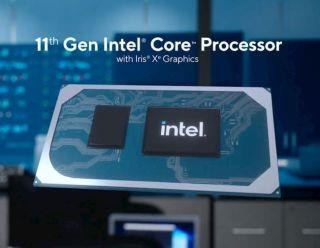 11th Gen Intel® Core™ Processor
with Iris® Xe Graphics
intel.